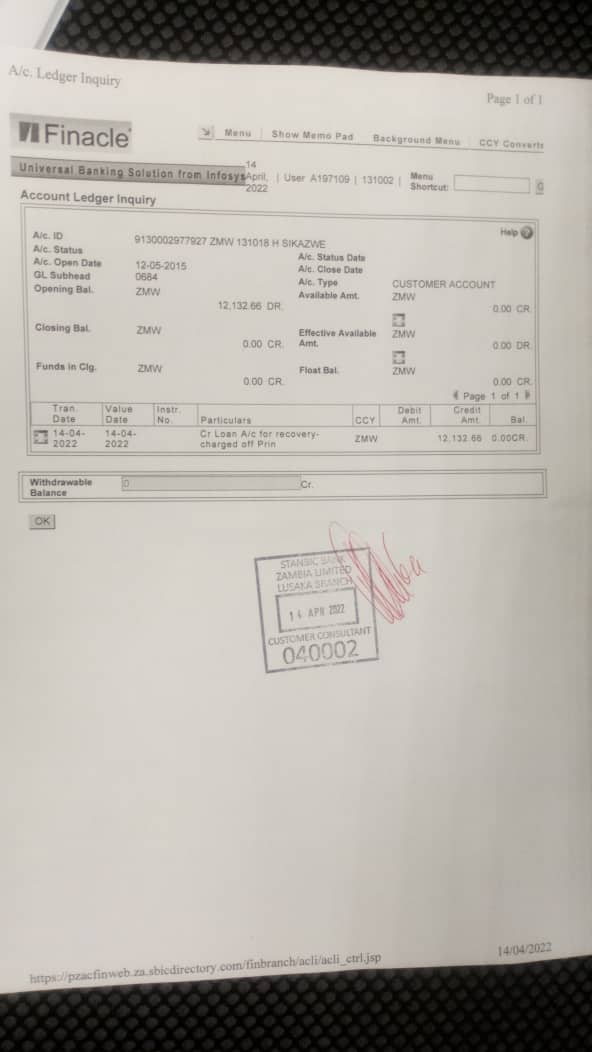 A/c. Ledger Inquiry
Page 1 of 1
Finacle
Menu | Show Memo Pad Background Menu | CCY Converte
Universal Banking Solution from Infosys
14 April, 2022 | User A197109 | 131002 | Menu Shortcut: G
Account Ledger Inquiry
Help ?
A/c. ID 9130002977927 ZMW 131018 H SIKAZWE
A/c. Status A/c. Status Date
A/c. Open Date 12-05-2015 A/c. Close Date
GL Subhead 0684 A/c. Type CUSTOMER ACCOUNT
Opening Bal. ZMW Available Amt. ZMW
12,132.66 DR. 0.00 CR.
Closing Bal. ZMW Effective Available Amt. ZMW
0.00 CR. 0.00 DR.
Funds in Clg. ZMW Float Bal. ZMW
0.00 CR. 0.00 CR.
Page 1 of 1
Tran. Date Value Date Instr. No. Particulars CCY Debit Amt. Credit Amt. Bal.
14-04-2022 14-04-2022 Cr Loan A/c for recovery-charged off Prin ZMW 12,132.66 0.00CR.
Withdrawable Balance 0 Cr.
OK
STANBIC BANK
ZAMBIA LIMITED
LUSAKA BRANCH
14 APR 2022
CUSTOMER CONSULTANT
040002
https://pzacfinweb.za.sbicdirectory.com/finbranch/acli/acli_ctrl.jsp
14/04/2022